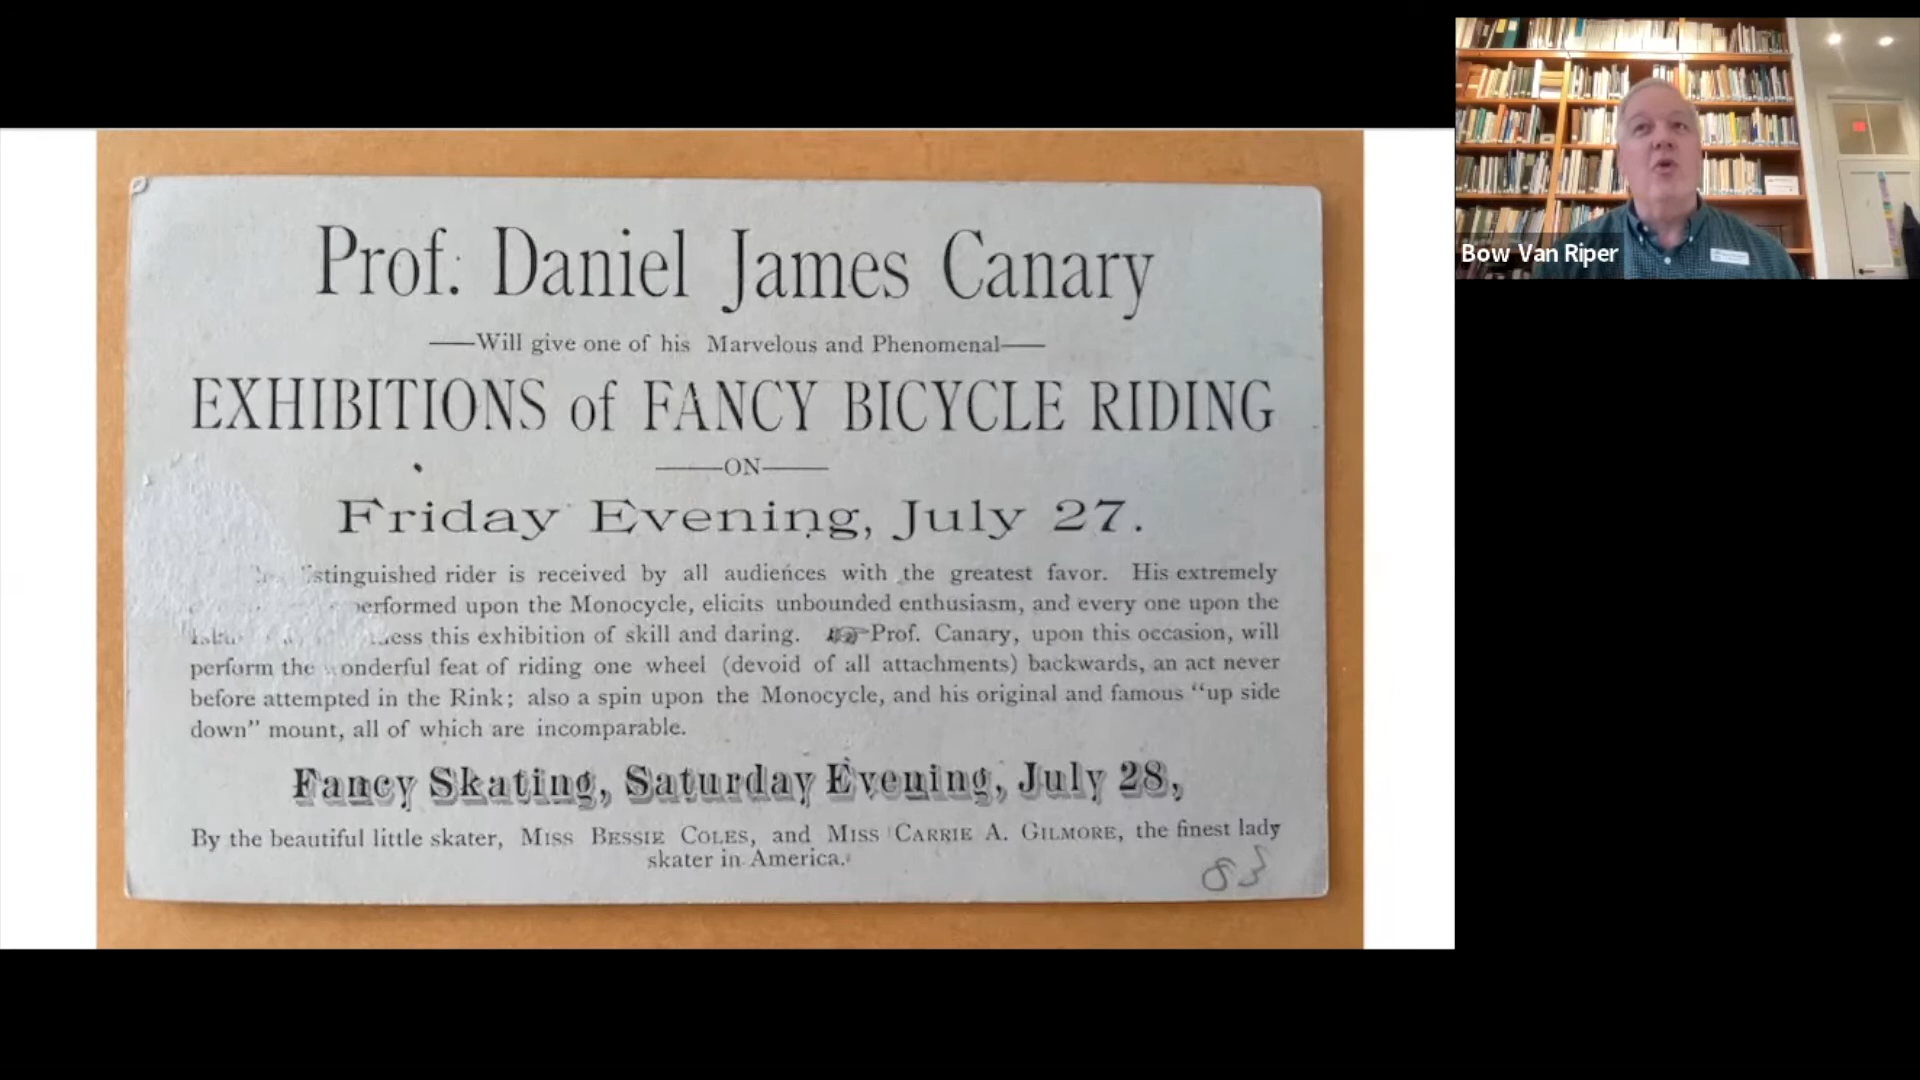 Prof. Daniel James Canary
—Will give one of his Marvelous and Phenomenal—
EXHIBITIONS of FANCY BICYCLE RIDING
—ON—
Friday Evening, July 27.
stinguished rider is received by all audiences with the greatest favor. His extremely
erformed upon the Monocycle, elicits unbounded enthusiasm, and every one upon the
ess this exhibition of skill and daring. ☞Prof. Canary, upon this occasion, will
perform the onderful feat of riding one wheel (devoid of all attachments) backwards, an act never
before attempted in the Rink; also a spin upon the Monocycle, and his original and famous “up side
down” mount, all of which are incomparable.
Fancy Skating, Saturday Evening, July 28,
By the beautiful little skater, MISS BESSIE COLES, and MISS CARRIE A. GILMORE, the finest lady
skater in America.
83
Bow Van Riper